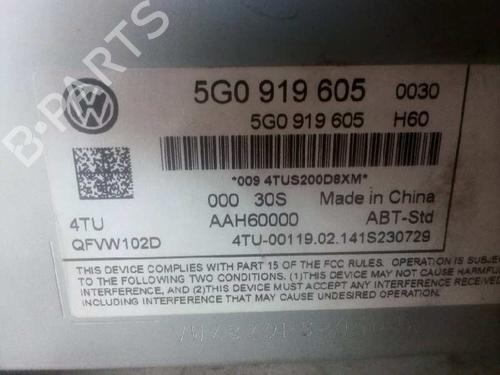 B-PARTS
5G0 919 605 0030
5G0 919 605 H60
*009 4TUS200D8XM*
000 30S Made in China
4TU AAH60000 ABT-Std
QFVW102D 4TU-00119.02.141S230729
THIS DEVICE COMPLIES WITH PART 15 OF THE FCC RULES. OPERATION IS SUBJEC
THE FOLLOWING TWO CONDITIONS. (1)THIS DEVICE MAY NOT CAUSE HARMFUL
INTERFERENCE, AND (2)THIS DEVICE MUST ACCEPT ANY INTERFERENCE RECEIVE
INCLUDING INTERFERENCE THAT MAY CAUSE UNDESIRED OPERATION.